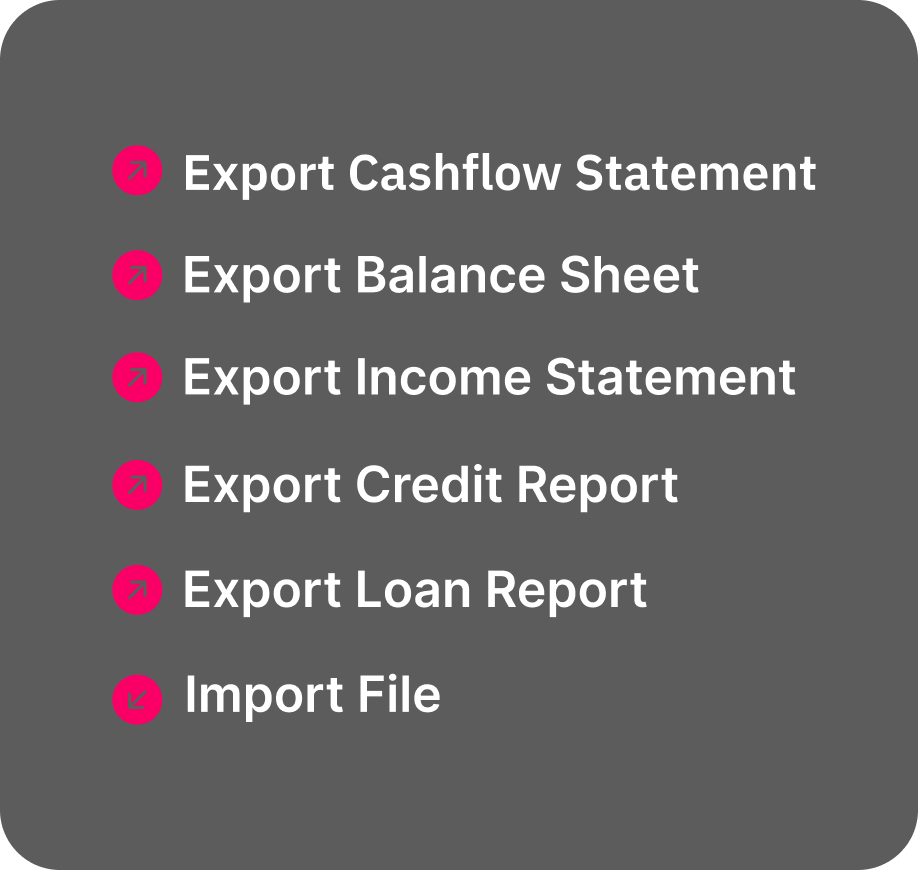 Export Cashflow Statement
Export Balance Sheet
Export Income Statement
Export Credit Report
Export Loan Report
Import File